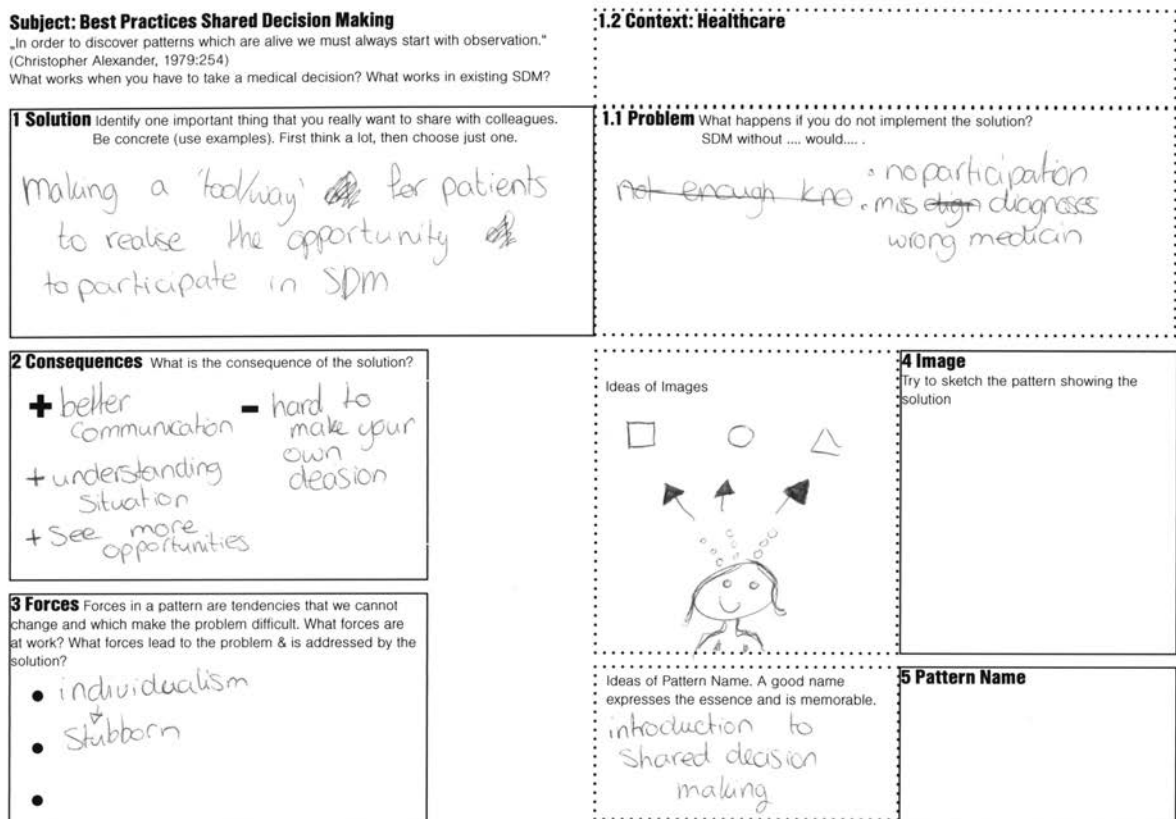 Subject: Best Practices Shared Decision Making
„In order to discover patterns which are alive we must always start with observation."
(Christopher Alexander, 1979:254)
What works when you have to take a medical decision? What works in existing SDM?
1.2 Context: Healthcare
1 Solution Identify one important thing that you really want to share with colleagues.
Be concrete (use examples). First think a lot, then choose just one.
making a 'tool/way' for patients
to realise the opportunity
to participate in SDM
1.1 Problem What happens if you do not implement the solution?
SDM without .... would.... .
not enough kno
• no participation
• miss diagnoses
wrong medicin
2 Consequences What is the consequence of the solution?
+ better
communication
+ understanding
situation
+ see more
opportunities
- hard to
make your
own
decision
Ideas of Images
4 Image
Try to sketch the pattern showing the
solution
3 Forces Forces in a pattern are tendencies that we cannot
change and which make the problem difficult. What forces are
at work? What forces lead to the problem & is addressed by the
solution?
• individualism
• Stubborn
•
Ideas of Pattern Name. A good name
expresses the essence and is memorable.
introduction to
shared decision
making
5 Pattern Name